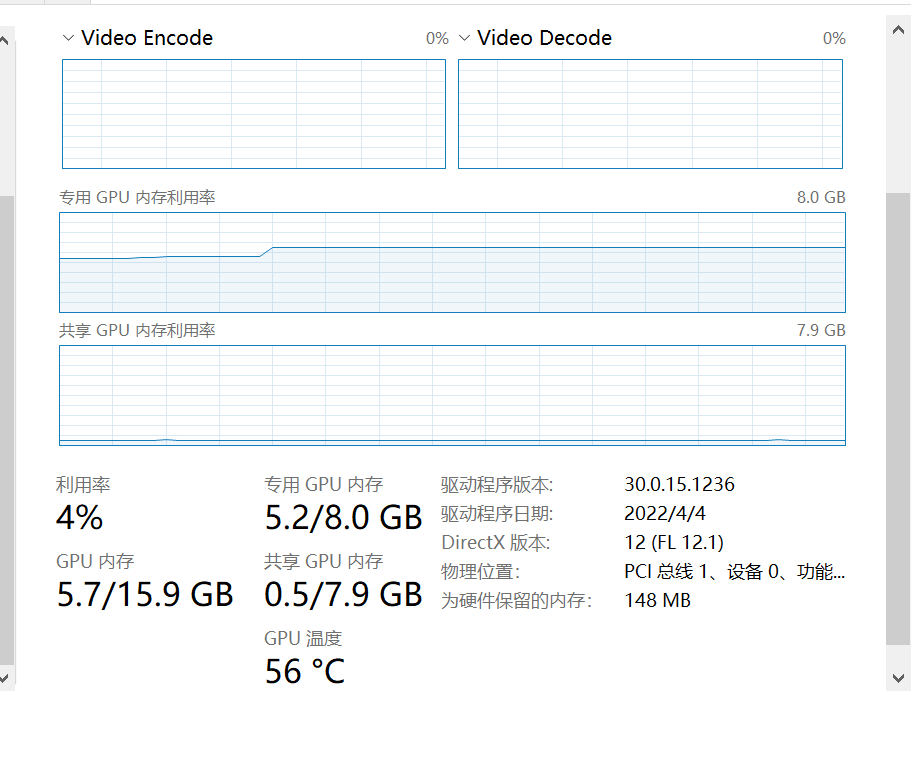 Video Encode 0% Video Decode 0%
专用 GPU 内存利用率 8.0 GB
共享 GPU 内存利用率 7.9 GB
利用率
4%
专用 GPU 内存
5.2/8.0 GB
GPU 内存
5.7/15.9 GB
共享 GPU 内存
0.5/7.9 GB
GPU 温度
56 °C
驱动程序版本: 30.0.15.1236
驱动程序日期: 2022/4/4
DirectX 版本: 12 (FL 12.1)
物理位置: PCI 总线 1、设备 0、功能...
为硬件保留的内存: 148 MB